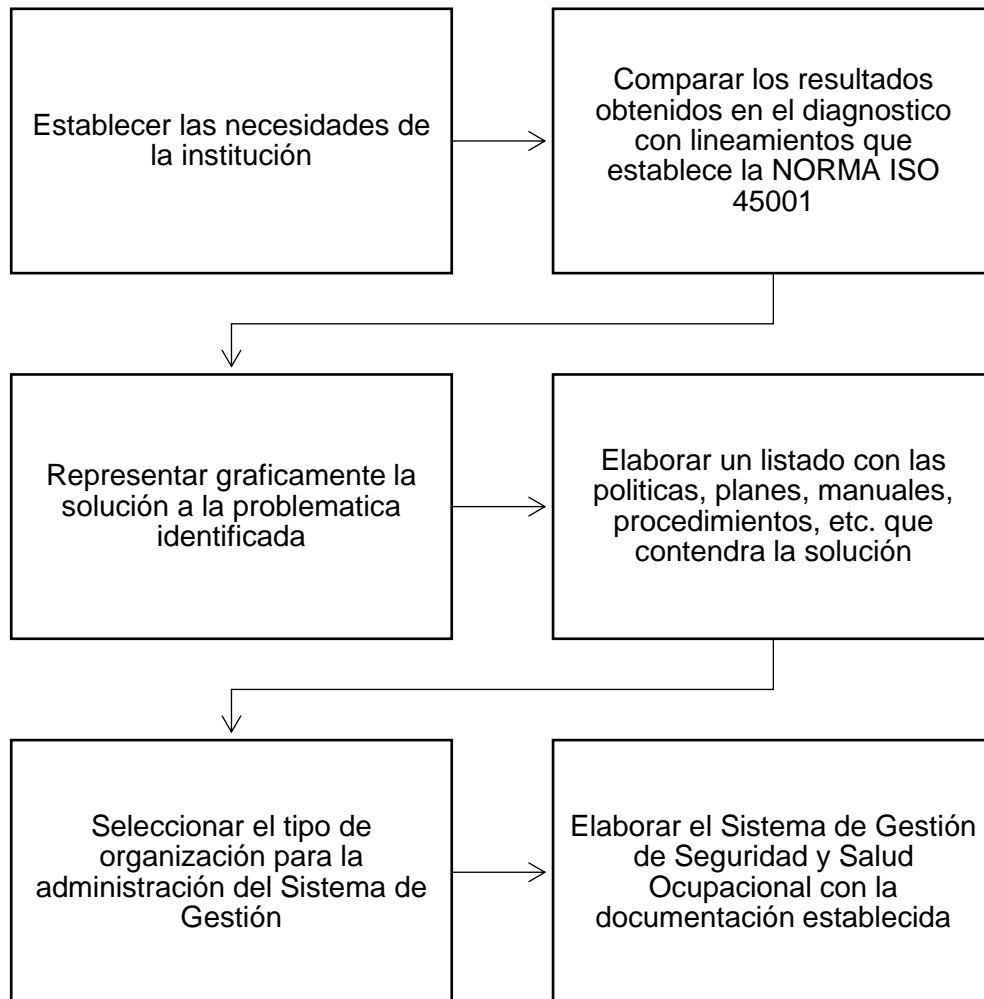 Establecer las necesidades de
la institución
Comparar los resultados
obtenidos en el diagnostico
con lineamientos que
establece la NORMA ISO
45001
Representar graficamente la
solución a la problematica
identificada
Elaborar un listado con las
politicas, planes, manuales,
procedimientos, etc. que
contendra la solución
Seleccionar el tipo de
organización para la
administración del Sistema de
Gestión
Elaborar el Sistema de Gestión
de Seguridad y Salud
Ocupacional con la
documentación establecida